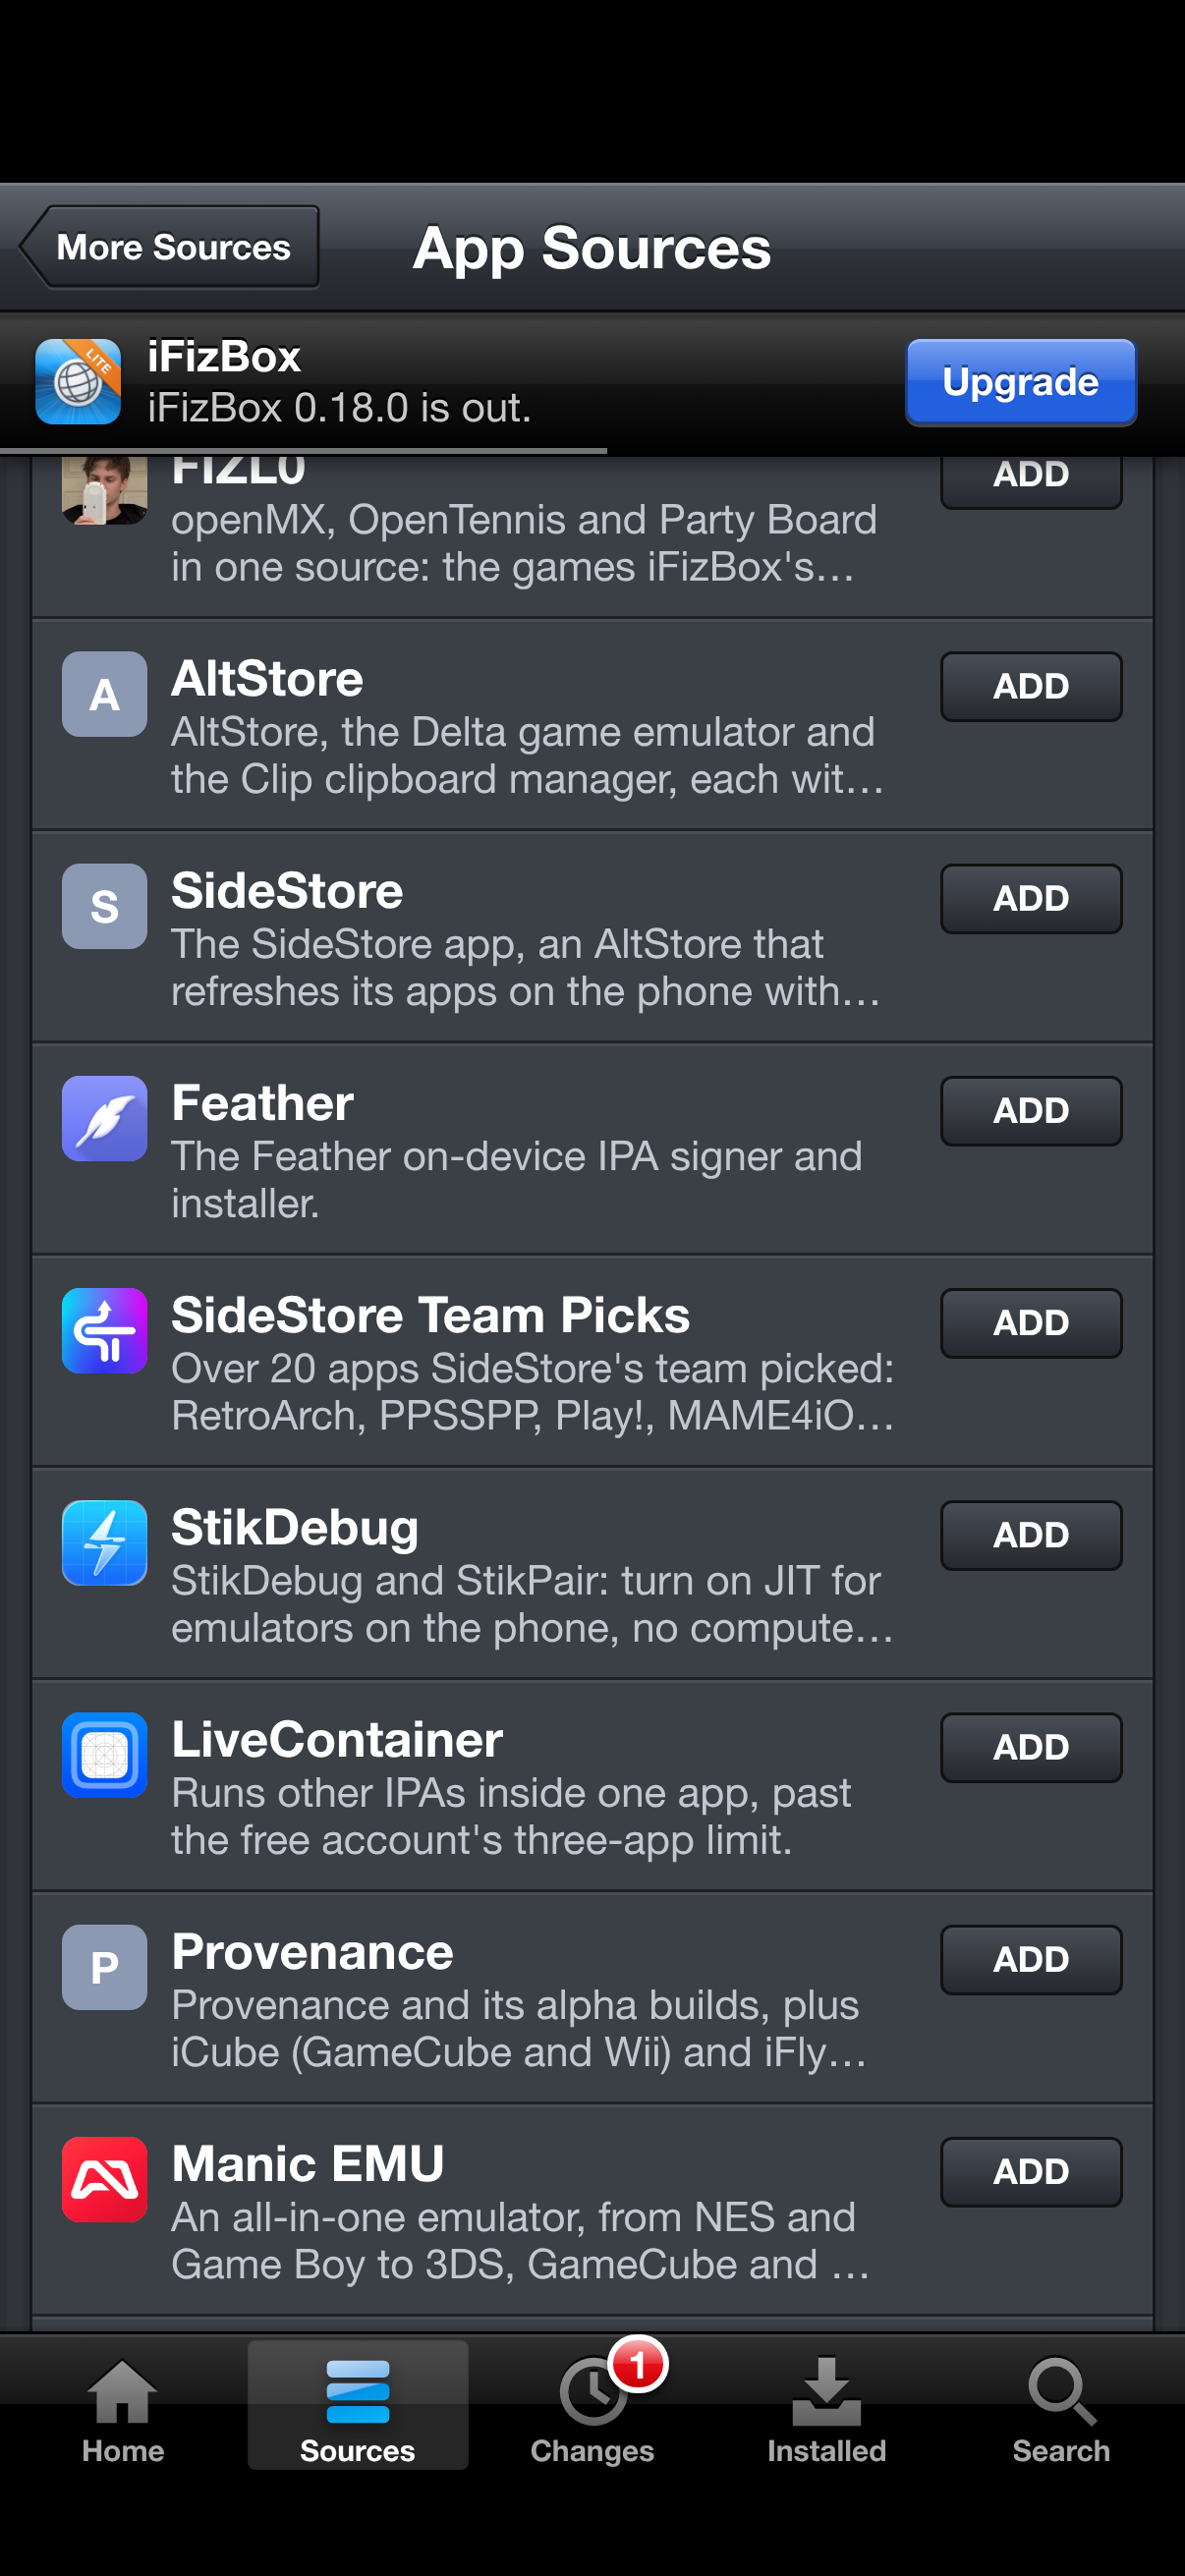 More Sources
App Sources
LITE
iFizBox
iFizBox 0.18.0 is out.
Upgrade
FIZL0
ADD
openMX, OpenTennis and Party Board
in one source: the games iFizBox's…
A
AltStore
ADD
AltStore, the Delta game emulator and
the Clip clipboard manager, each wit…
S
SideStore
ADD
The SideStore app, an AltStore that
refreshes its apps on the phone with…
Feather
ADD
The Feather on-device IPA signer and
installer.
SideStore Team Picks
ADD
Over 20 apps SideStore's team picked:
RetroArch, PPSSPP, Play!, MAME4iO…
StikDebug
ADD
StikDebug and StikPair: turn on JIT for
emulators on the phone, no compute…
LiveContainer
ADD
Runs other IPAs inside one app, past
the free account's three-app limit.
P
Provenance
ADD
Provenance and its alpha builds, plus
iCube (GameCube and Wii) and iFly…
Manic EMU
ADD
An all-in-one emulator, from NES and
Game Boy to 3DS, GameCube and …
1
Home
Sources
Changes
Installed
Search